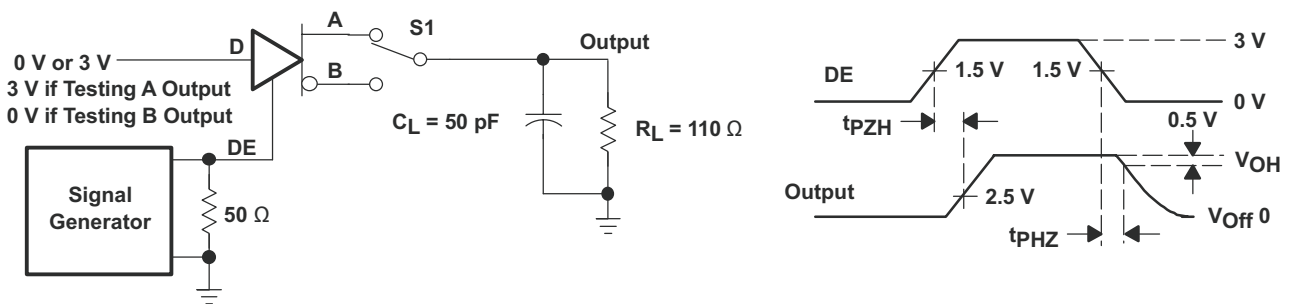 A
S1
D
Output
0 V or 3 V
3 V if Testing A Output
B
0 V if Testing B Output
CL = 50 pF
RL = 110 Ω
DE
Signal
Generator
50 Ω
3 V
DE
1.5 V
1.5 V
0 V
tPZH
0.5 V
VOH
Output
2.5 V
VOff 0
tPHZ